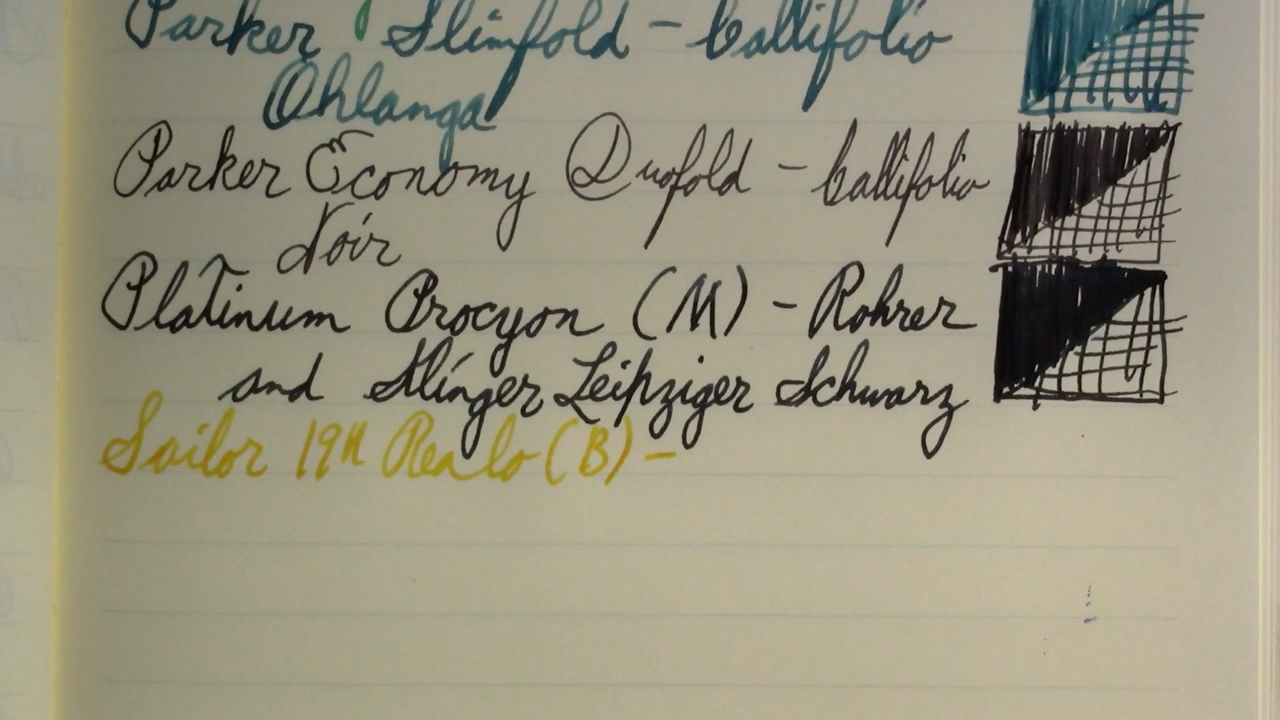 Parker Slimfold - Callifolio
Ohlanga
Parker Economy Duofold - Callifolio
Noir
Platinum Procyon (M) - Rohrer
and Klinger Leipziger Schwarz
Sailor 1911 Realo (B) -